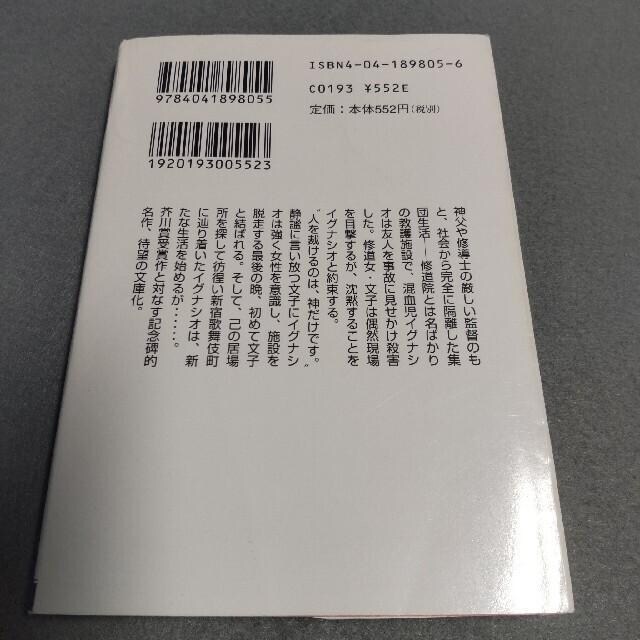 ISBN4-04-189805-6
C0193 ¥552E
定価:本体552円(税別)
9784041898055
1920193005523
神父や修導士の厳しい監督のも
と、社会から完全に隔離した集
団生活――修道院とは名ばかり
の教護施設で、混血児イグナシ
オは友人を事故に見せかけ殺害
した。修道女・文子は偶然現場
を目撃するが、沈黙することを
イグナシオと約束する。
〝人を裁けるのは、神だけです。〟
静謐に言い放つ文子にイグナシ
オは強く女性を意識し、施設を
脱走する最後の晩、初めて文子
と結ばれる。そして、己の居場
所を探して彷徨い新宿歌舞伎町
に辿り着いたイグナシオは、新
たな生活を始めるが‥‥‥。
芥川賞受賞作と対なす記念碑的
名作、待望の文庫化。